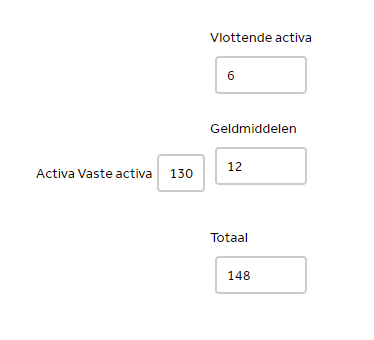 Vlottende activa
6
Geldmiddelen
12
Activa Vaste activa 130
Totaal
148